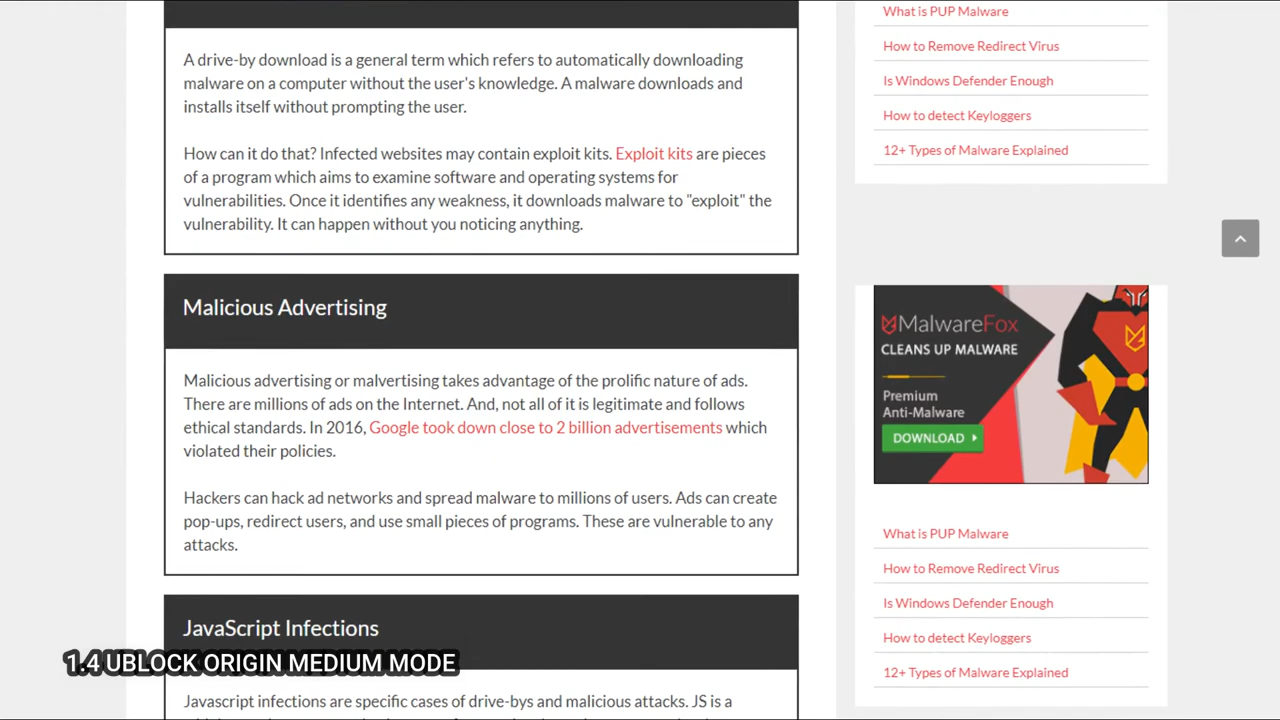 A drive-by download is a general term which refers to automatically downloading
malware on a computer without the user's knowledge. A malware downloads and
installs itself without prompting the user.
How can it do that? Infected websites may contain exploit kits. Exploit kits are pieces
of a program which aims to examine software and operating systems for
vulnerabilities. Once it identifies any weakness, it downloads malware to "exploit" the
vulnerability. It can happen without you noticing anything.
Malicious Advertising
Malicious advertising or malvertising takes advantage of the prolific nature of ads.
There are millions of ads on the Internet. And, not all of it is legitimate and follows
ethical standards. In 2016, Google took down close to 2 billion advertisements which
violated their policies.
Hackers can hack ad networks and spread malware to millions of users. Ads can create
pop-ups, redirect users, and use small pieces of programs. These are vulnerable to any
attacks.
JavaScript Infections
1.4 UBLOCK ORIGIN MEDIUM MODE
Javascript infections are specific cases of drive-bys and malicious attacks. JS is a
What is PUP Malware
How to Remove Redirect Virus
Is Windows Defender Enough
How to detect Keyloggers
12+ Types of Malware Explained
MalwareFox
CLEANS UP MALWARE
Premium
Anti-Malware
DOWNLOAD
What is PUP Malware
How to Remove Redirect Virus
Is Windows Defender Enough
How to detect Keyloggers
12+ Types of Malware Explained